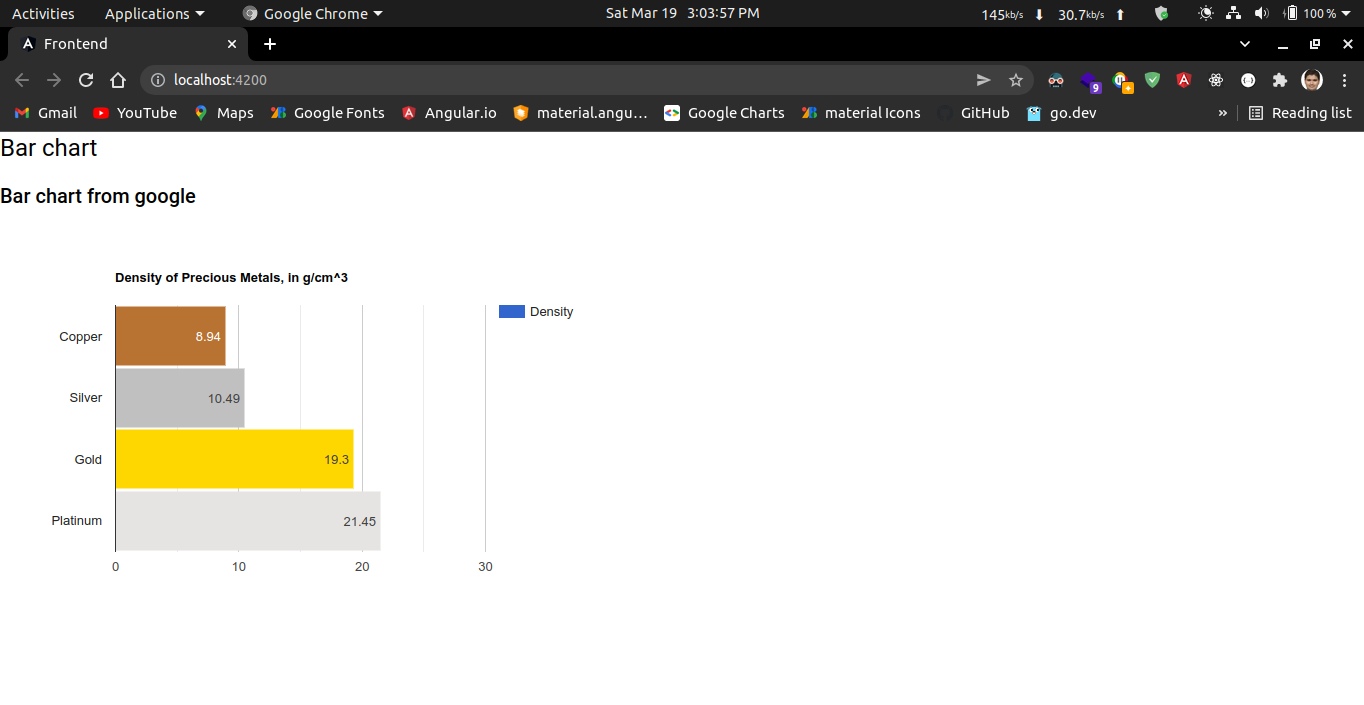 Activities Applications Google Chrome Sat Mar 19 3:03:57 PM 145kb/s 30.7kb/s 100 %
Frontend
localhost:4200
9
Gmail YouTube Maps Google Fonts Angular.io material.angu… Google Charts material Icons GitHub go.dev » Reading list
Bar chart
Bar chart from google
Density of Precious Metals, in g/cm^3
Density
Copper 8.94
Silver 10.49
Gold 19.3
Platinum 21.45
0 10 20 30